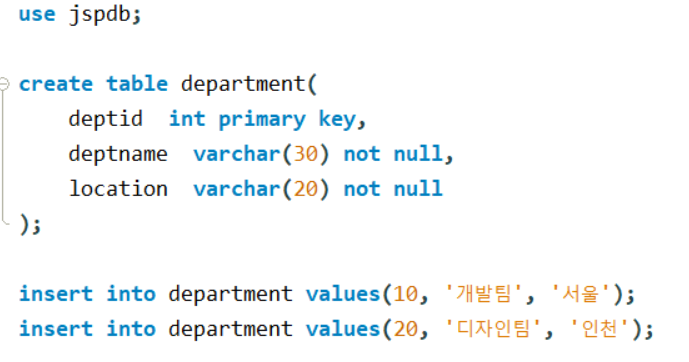 use jspdb;
create table department(
deptid int primary key,
deptname varchar(30) not null,
location varchar(20) not null
);
insert into department values(10, '개발팀', '서울');
insert into department values(20, '디자인팀', '인천');